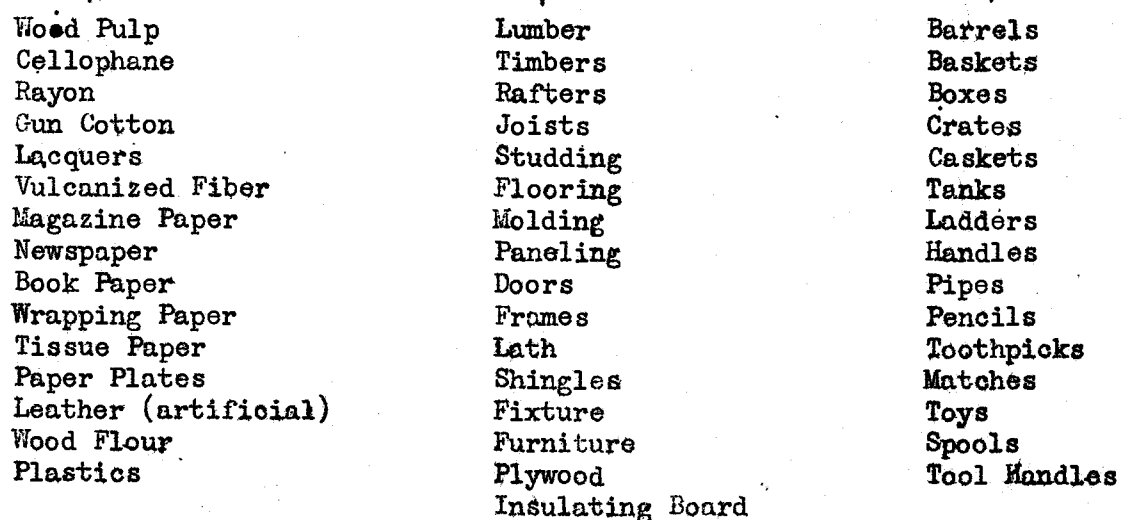 Wood Pulp
Cellophane
Rayon
Gun Cotton
Lacquers
Vulcanized Fiber
Magazine Paper
Newspaper
Book Paper
Wrapping Paper
Tissue Paper
Paper Plates
Leather (artificial)
Wood Flour
Plastics
Lumber
Timbers
Rafters
Joists
Studding
Flooring
Molding
Paneling
Doors
Frames
Lath
Shingles
Fixture
Furniture
Plywood
Insulating Board
Barrels
Baskets
Boxes
Crates
Caskets
Tanks
Ladders
Handles
Pipes
Pencils
Toothpicks
Matches
Toys
Spools
Tool Handles